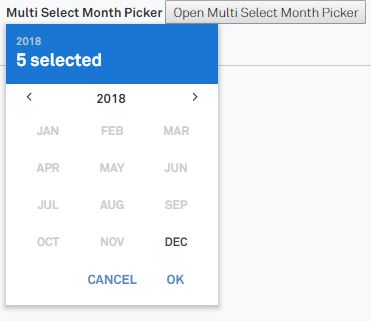 Multi Select Month Picker Open Multi Select Month Picker
2018
5 selected
2018
JAN FEB MAR
APR MAY JUN
JUL AUG SEP
OCT NOV DEC
CANCEL OK